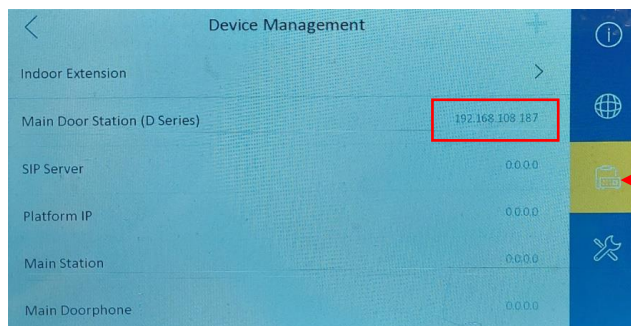 Device Management
Indoor Extension
Main Door Station (D Series) 192.168.108.187
SIP Server 0.0.0.0
Platform IP 0.0.0.0
Main Station 0.0.0.0
Main Doorphone 0.0.0.0